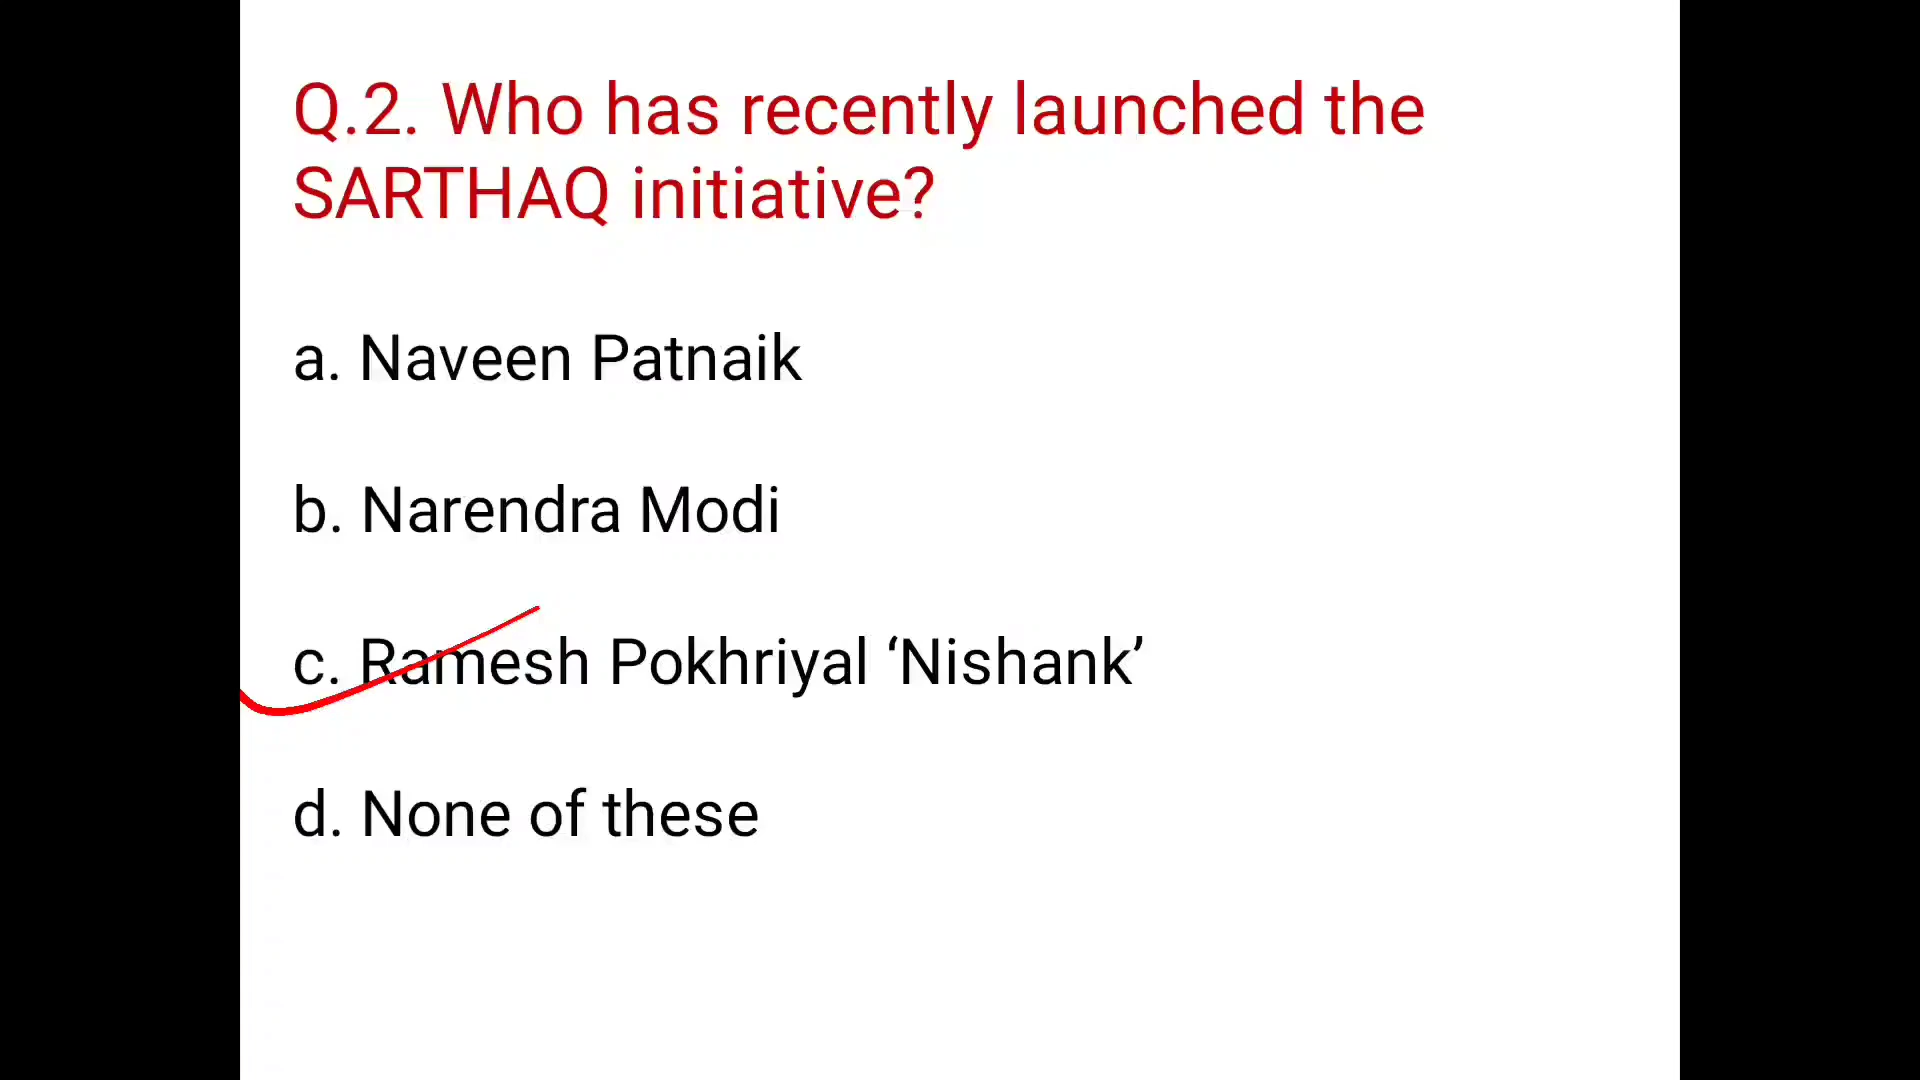 Q.2. Who has recently launched the
SARTHAQ initiative?
a. Naveen Patnaik
b. Narendra Modi
c. Ramesh Pokhriyal ‘Nishank’
d. None of these